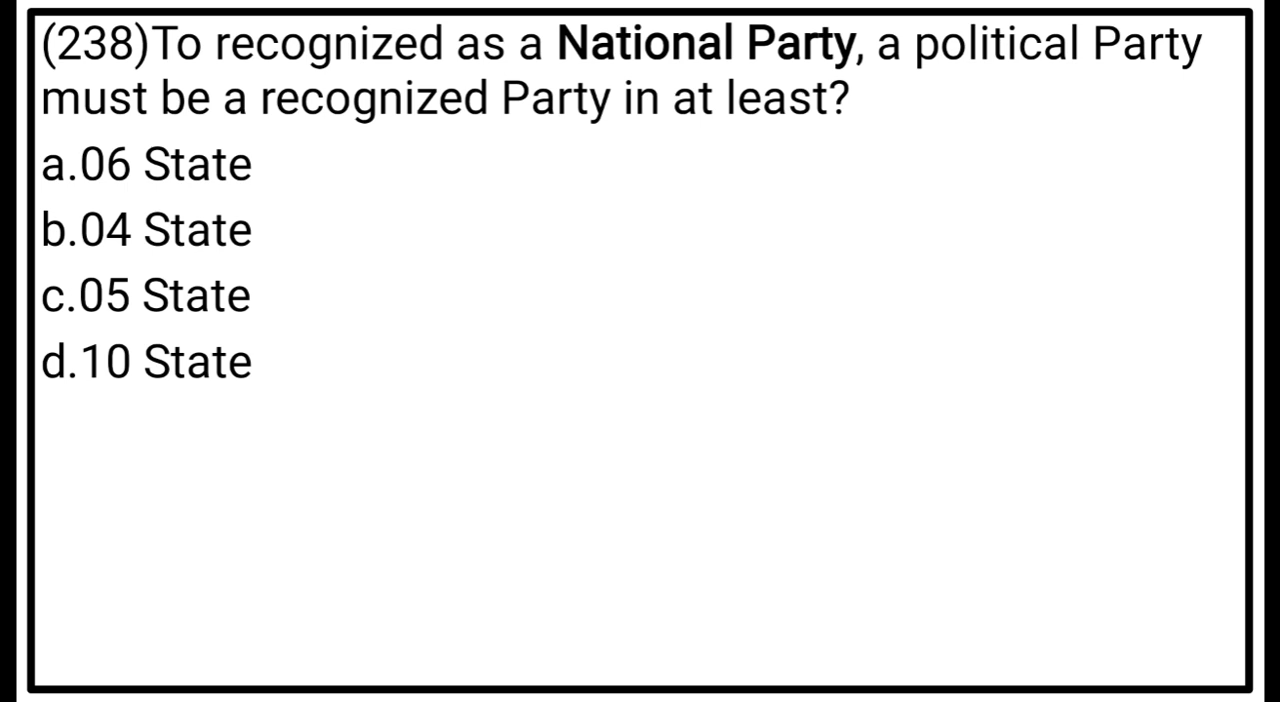 (238)To recognized as a National Party, a political Party
must be a recognized Party in at least?
a.06 State
b.04 State
c.05 State
d.10 State